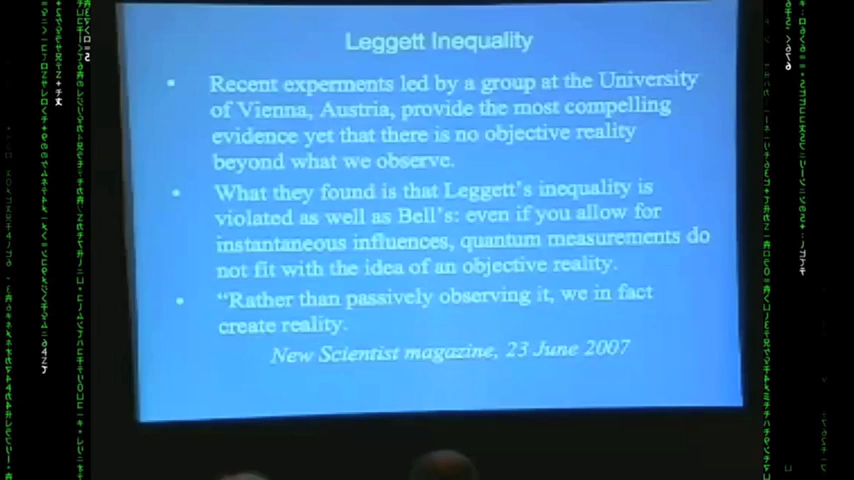 Leggett Inequality
Recent experments led by a group at the University
of Vienna, Austria, provide the most compelling
evidence yet that there is no objective reality
beyond what we observe.
What they found is that Leggett's inequality is
violated as well as Bell's: even if you allow for
instantaneous influences, quantum measurements do
not fit with the idea of an objective reality.
"Rather than passively observing it, we in fact
create reality.
New Scientist magazine, 23 June 2007